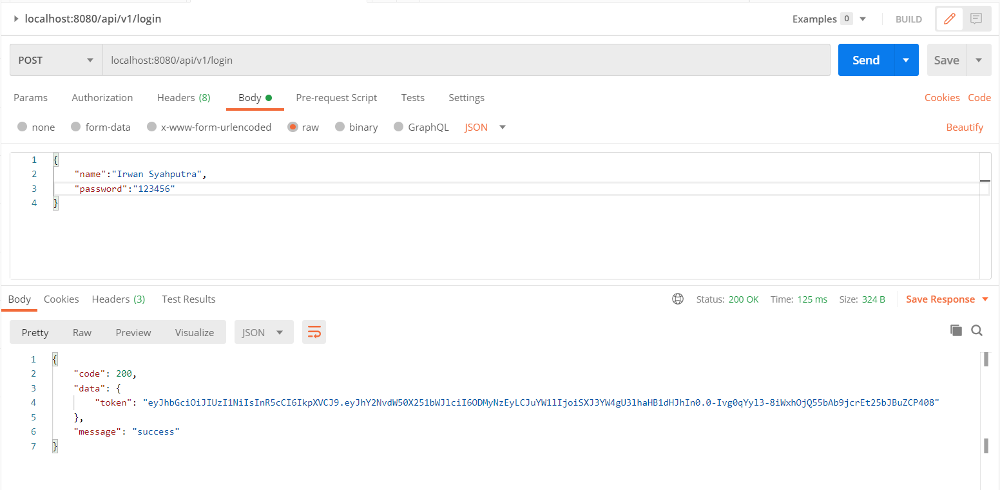 localhost:8080/api/v1/login
Examples 0
BUILD
POST
localhost:8080/api/v1/login
Send
Save
Params Authorization Headers (8) Body Pre-request Script Tests Settings Cookies Code
none form-data x-www-form-urlencoded raw binary GraphQL JSON Beautify
1 {
2 "name":"Irwan Syahputra",
3 "password":"123456"
4 }
Body Cookies Headers (3) Test Results Status: 200 OK Time: 125 ms Size: 324 B Save Response
Pretty Raw Preview Visualize JSON
1 {
2 "code": 200,
3 "data": {
4 "token": "eyJhbGciOiJIUzI1NiIsInR5cCI6IkpXVCJ9.eyJhY2NvdW50X251bWJlciI6ODMyNzEyLCJuYW1lIjoiSXJ3YW4gU3lhaHB1dHJhIn0.0-Ivg0qYyl3-8iWxhOjQ55bAb9jcrEt25bJBuZCP408"
5 },
6 "message": "success"
7 }